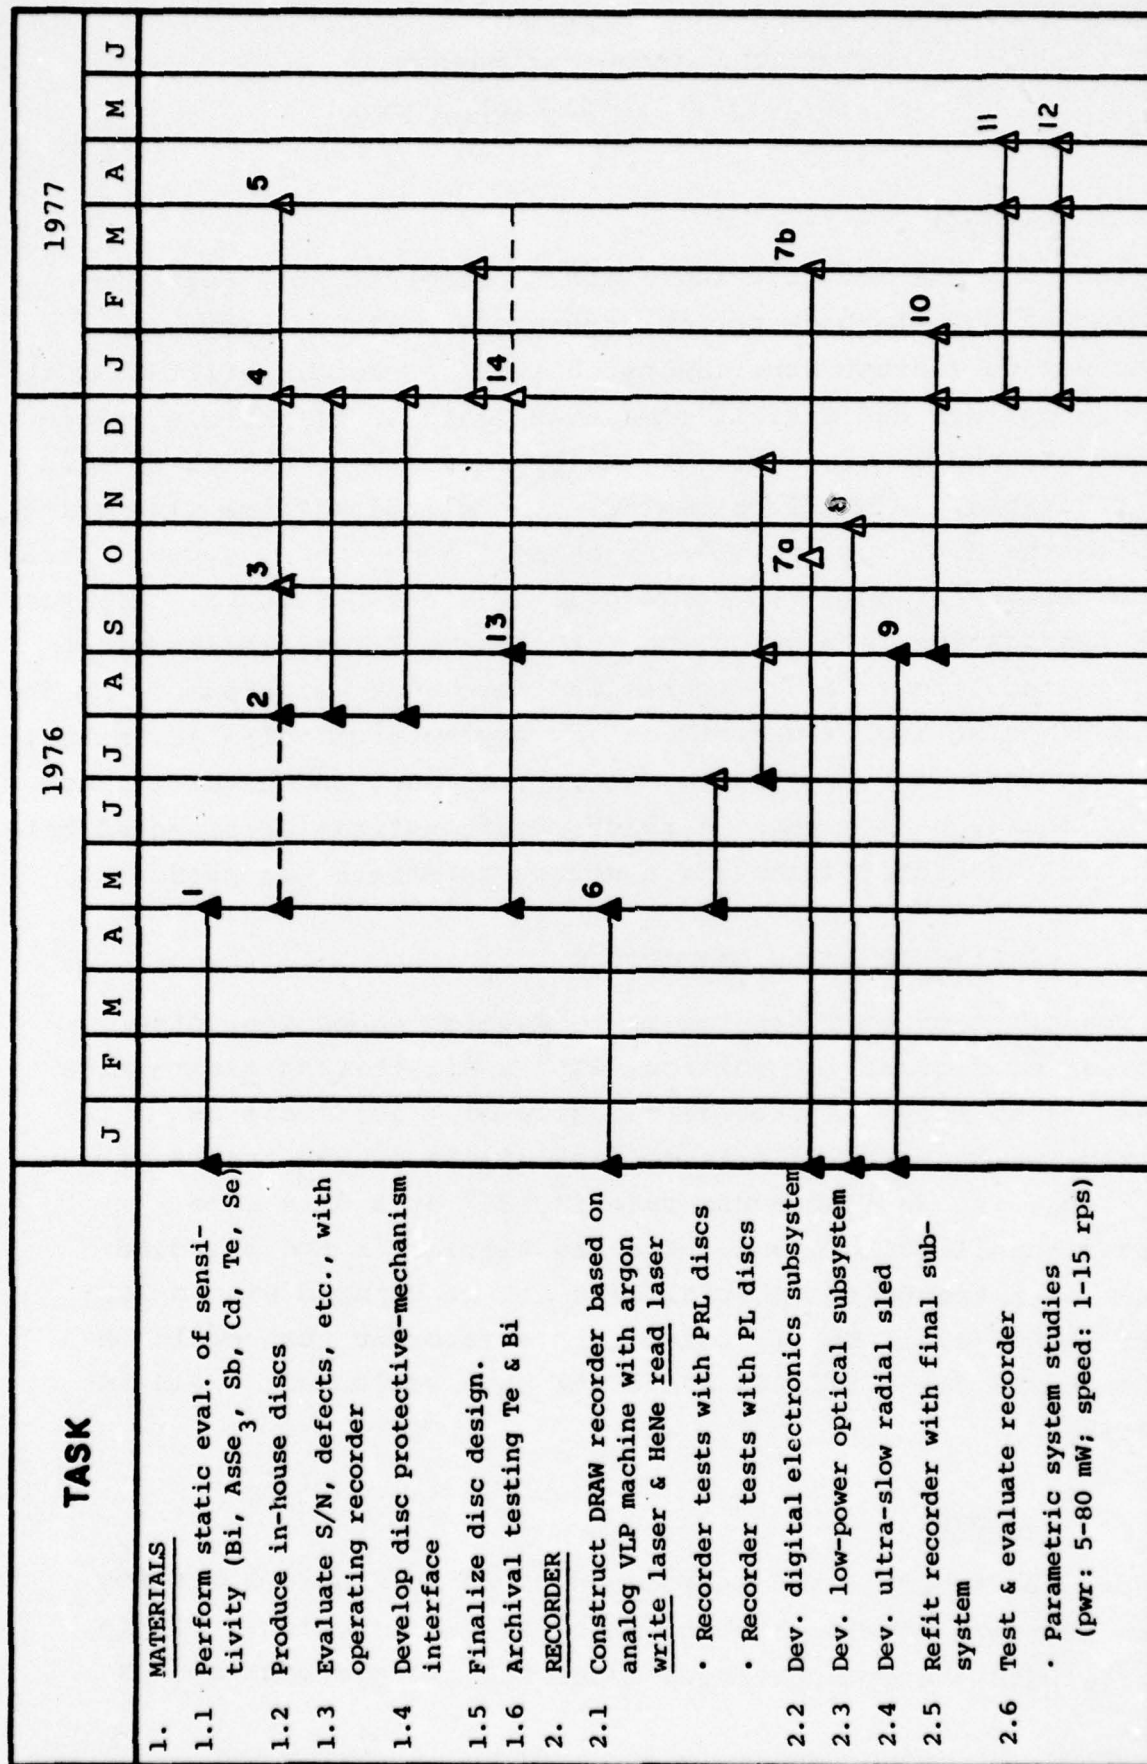 TASK
1976
1977
J F M A M J J A S O N D J F M A M J
1. MATERIALS
1.1 Perform static eval. of sensi-
tivity (Bi, AsSe3, Sb, Cd, Te, Se)
1
1.2 Produce in-house discs
2 3 4 5
1.3 Evaluate S/N, defects, etc., with
operating recorder
1.4 Develop disc protective-mechanism
interface
1.5 Finalize disc design.
1.6 Archival testing Te & Bi
13 14
2. RECORDER
2.1 Construct DRAW recorder based on
analog VLP machine with argon
write laser & HeNe read laser
6
• Recorder tests with PRL discs
• Recorder tests with PL discs
2.2 Dev. digital electronics subsystem
7a 7b
2.3 Dev. low-power optical subsystem
2.4 Dev. ultra-slow radial sled
9
2.5 Refit recorder with final sub-
system
10
2.6 Test & evaluate recorder
11
• Parametric system studies
(pwr: 5-80 mW; speed: 1-15 rps)
12